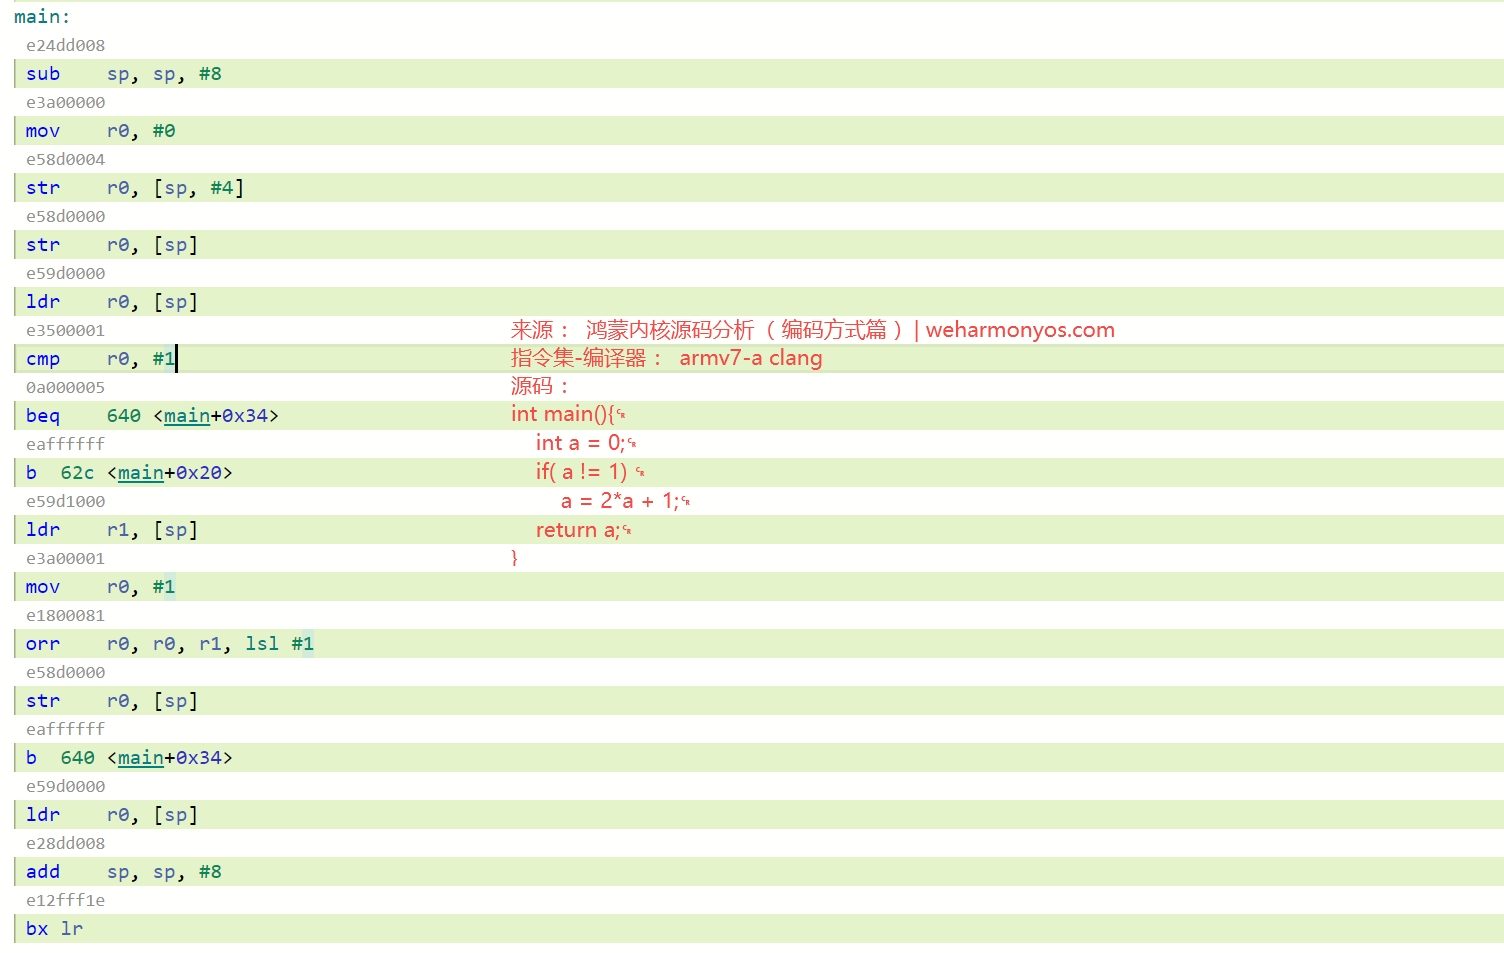 main:
e24dd008
sub sp, sp, #8
e3a00000
mov r0, #0
e58d0004
str r0, [sp, #4]
e58d0000
str r0, [sp]
e59d0000
ldr r0, [sp]
e3500001
cmp r0, #1
0a000005
beq 640 <main+0x34>
eaffffff
b 62c <main+0x20>
e59d1000
ldr r1, [sp]
e3a00001
mov r0, #1
e1800081
orr r0, r0, r1, lsl #1
e58d0000
str r0, [sp]
eaffffff
b 640 <main+0x34>
e59d0000
ldr r0, [sp]
e28dd008
add sp, sp, #8
e12fff1e
bx lr
来源： 鸿蒙内核源码分析（编码方式篇）| weharmonyos.com
指令集-编译器： armv7-a clang
源码：
int main(){␍
int a = 0;␍
if( a != 1) ␍
a = 2*a + 1;␍
return a;␍
}